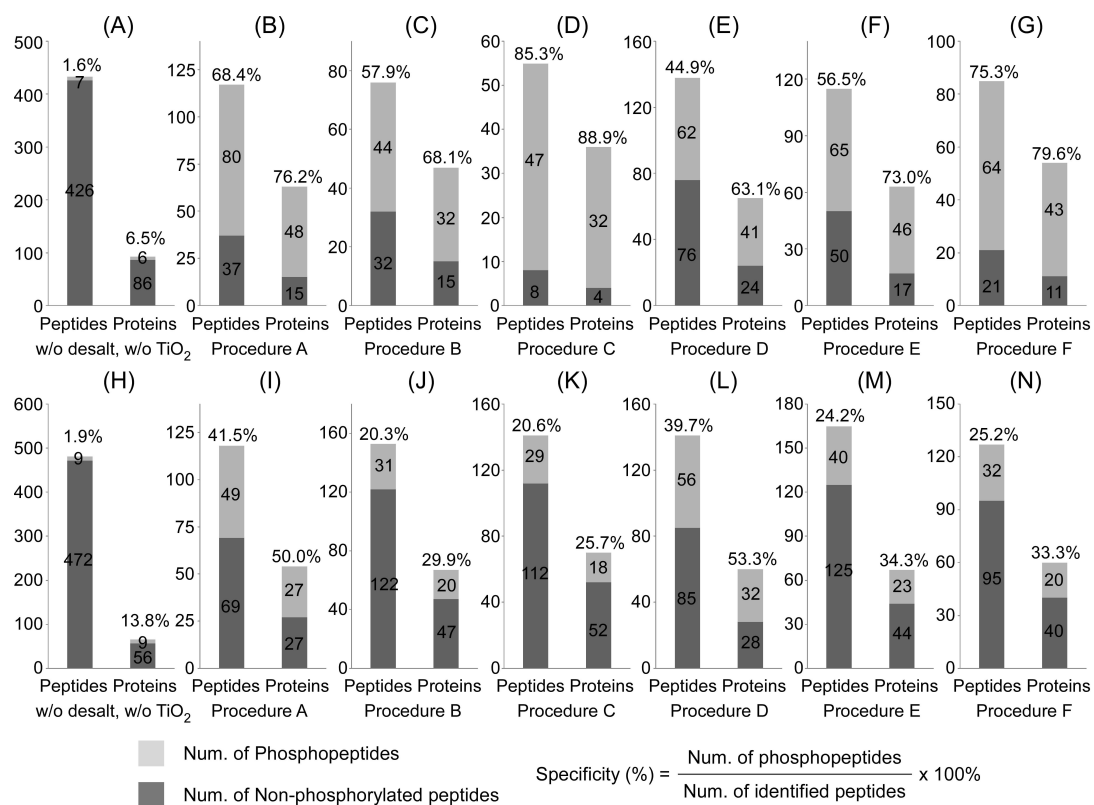 (A) (B) (C) (D) (E) (F) (G)
500 400 300 200 100 0
1.6% 7 426 6.5% 6 86
Peptides Proteins
w/o desalt, w/o TiO2
125 100 75 50 25 0
68.4% 80 37 76.2% 48 15
Peptides Proteins
Procedure A
80 60 40 20 0
57.9% 44 32 68.1% 32 15
Peptides Proteins
Procedure B
60 50 40 30 20 10 0
85.3% 47 8 88.9% 32 4
Peptides Proteins
Procedure C
160 120 80 40 0
44.9% 62 76 63.1% 41 24
Peptides Proteins
Procedure D
120 90 60 30 0
56.5% 65 50 73.0% 46 17
Peptides Proteins
Procedure E
100 80 60 40 20 0
75.3% 64 21 79.6% 43 11
Peptides Proteins
Procedure F
(H) (I) (J) (K) (L) (M) (N)
600 500 400 300 200 100 0
1.9% 9 472 13.8% 9 56
Peptides Proteins
w/o desalt, w/o TiO2
125 100 75 50 25 0
41.5% 49 69 50.0% 27 27
Peptides Proteins
Procedure A
160 120 80 40 0
20.3% 31 122 29.9% 20 47
Peptides Proteins
Procedure B
160 120 80 40 0
20.6% 29 112 25.7% 18 52
Peptides Proteins
Procedure C
160 120 80 40 0
39.7% 56 85 53.3% 32 28
Peptides Proteins
Procedure D
180 150 120 90 60 30 0
24.2% 40 125 34.3% 23 44
Peptides Proteins
Procedure E
150 120 90 60 30 0
25.2% 32 95 33.3% 20 40
Peptides Proteins
Procedure F
Num. of Phosphopeptides
Num. of Non-phosphorylated peptides
Num. of phosphopeptides
Specificity (%) = x 100%
Num. of identified peptides